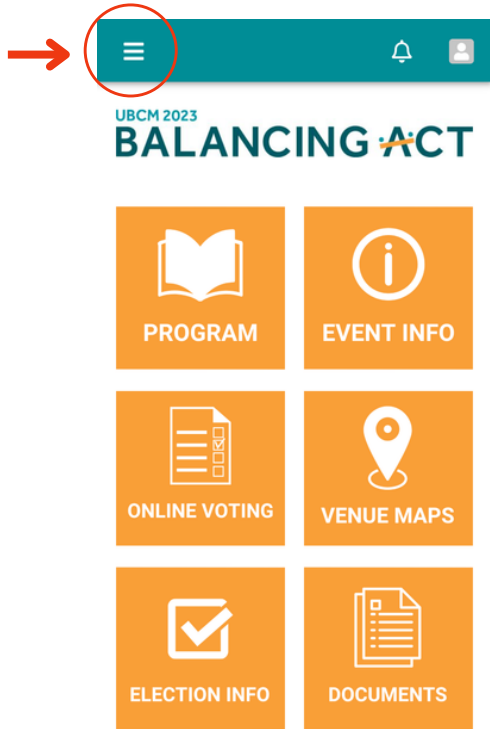 UBCM 2023
BALANCING ACT
PROGRAM
EVENT INFO
ONLINE VOTING
VENUE MAPS
ELECTION INFO
DOCUMENTS